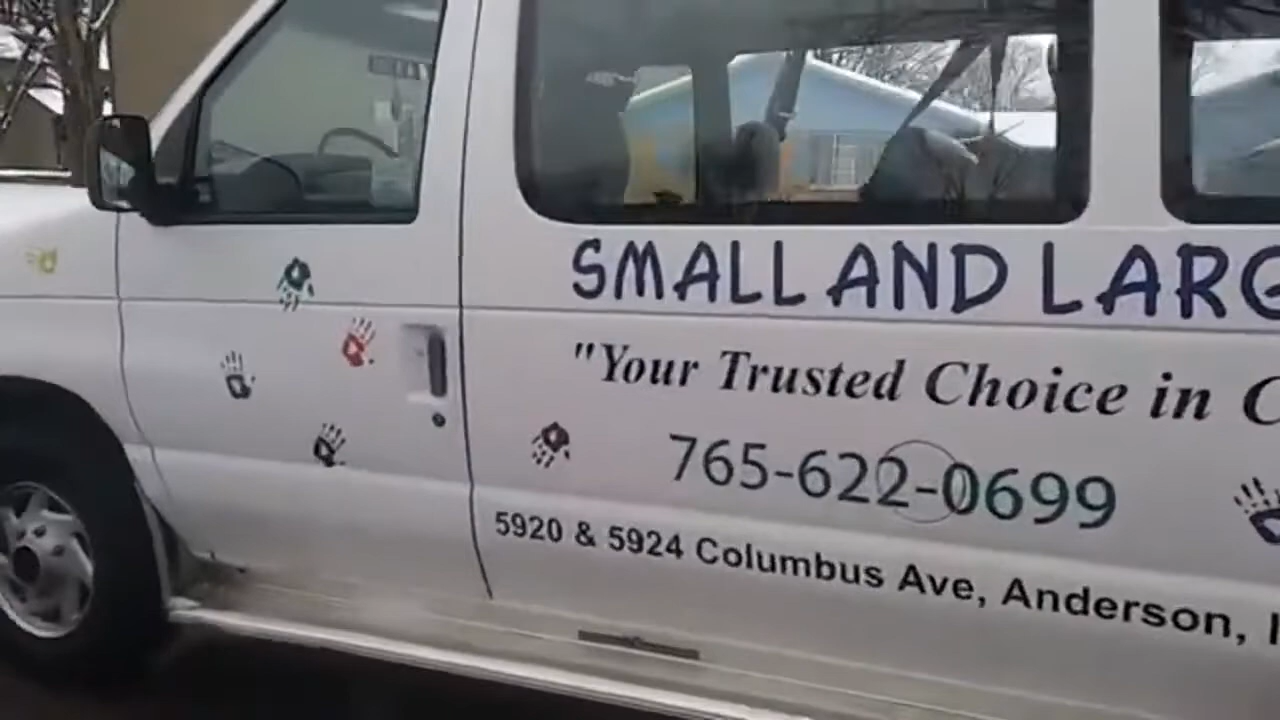 SMALL AND LARG
"Your Trusted Choice in C
765-622-0699
5920 & 5924 Columbus Ave, Anderson, I